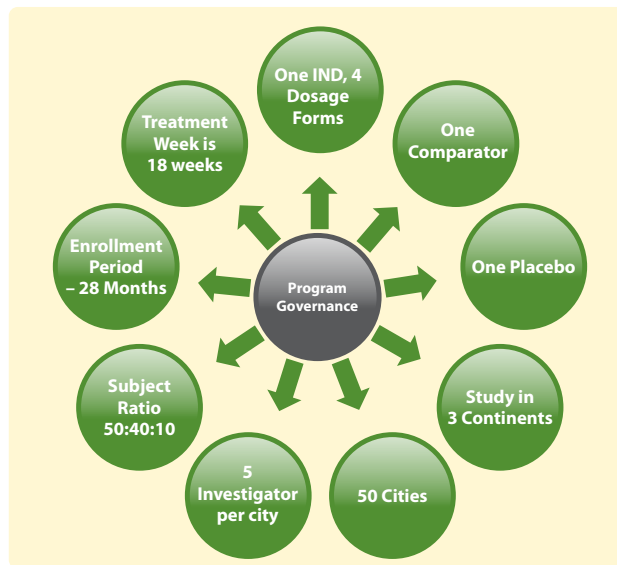 One IND, 4
Dosage
Forms
One
Comparator
One Placebo
Study in
3 Continents
50 Cities
5
Investigator
per city
Subject
Ratio
50:40:10
Enrollment
Period
– 28 Months
Treatment
Week is
18 weeks
Program
Governance